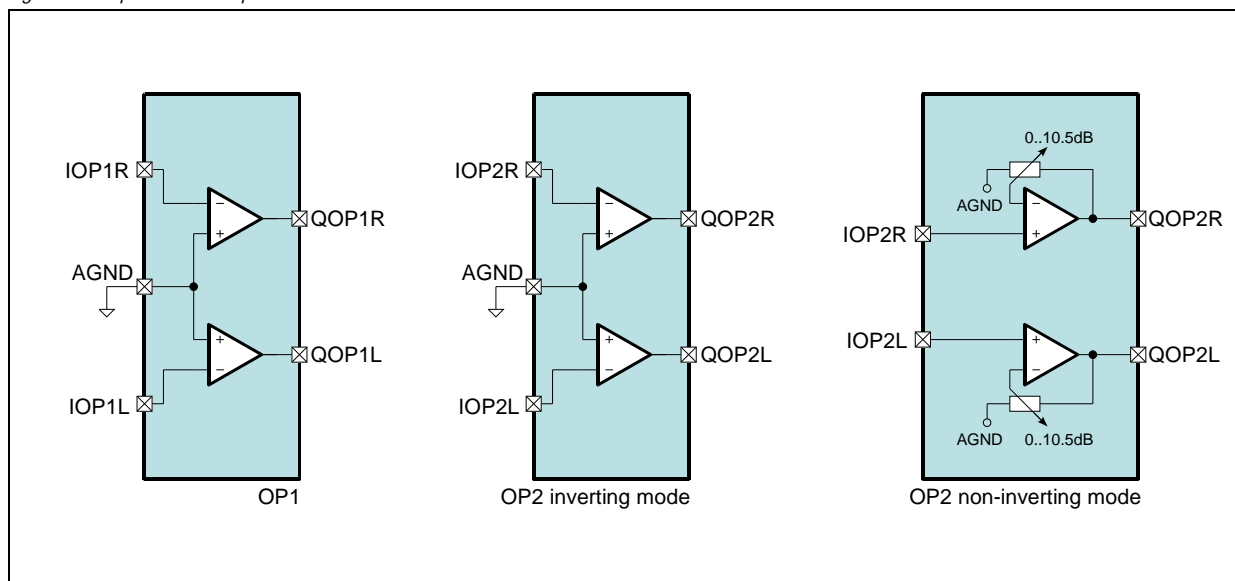 IOP1R
QOP1R
AGND
QOP1L
IOP1L
OP1
IOP2R
QOP2R
AGND
QOP2L
IOP2L
OP2 inverting mode
0..10.5dB
AGND
QOP2R
IOP2R
IOP2L
QOP2L
AGND
0..10.5dB
OP2 non-inverting mode